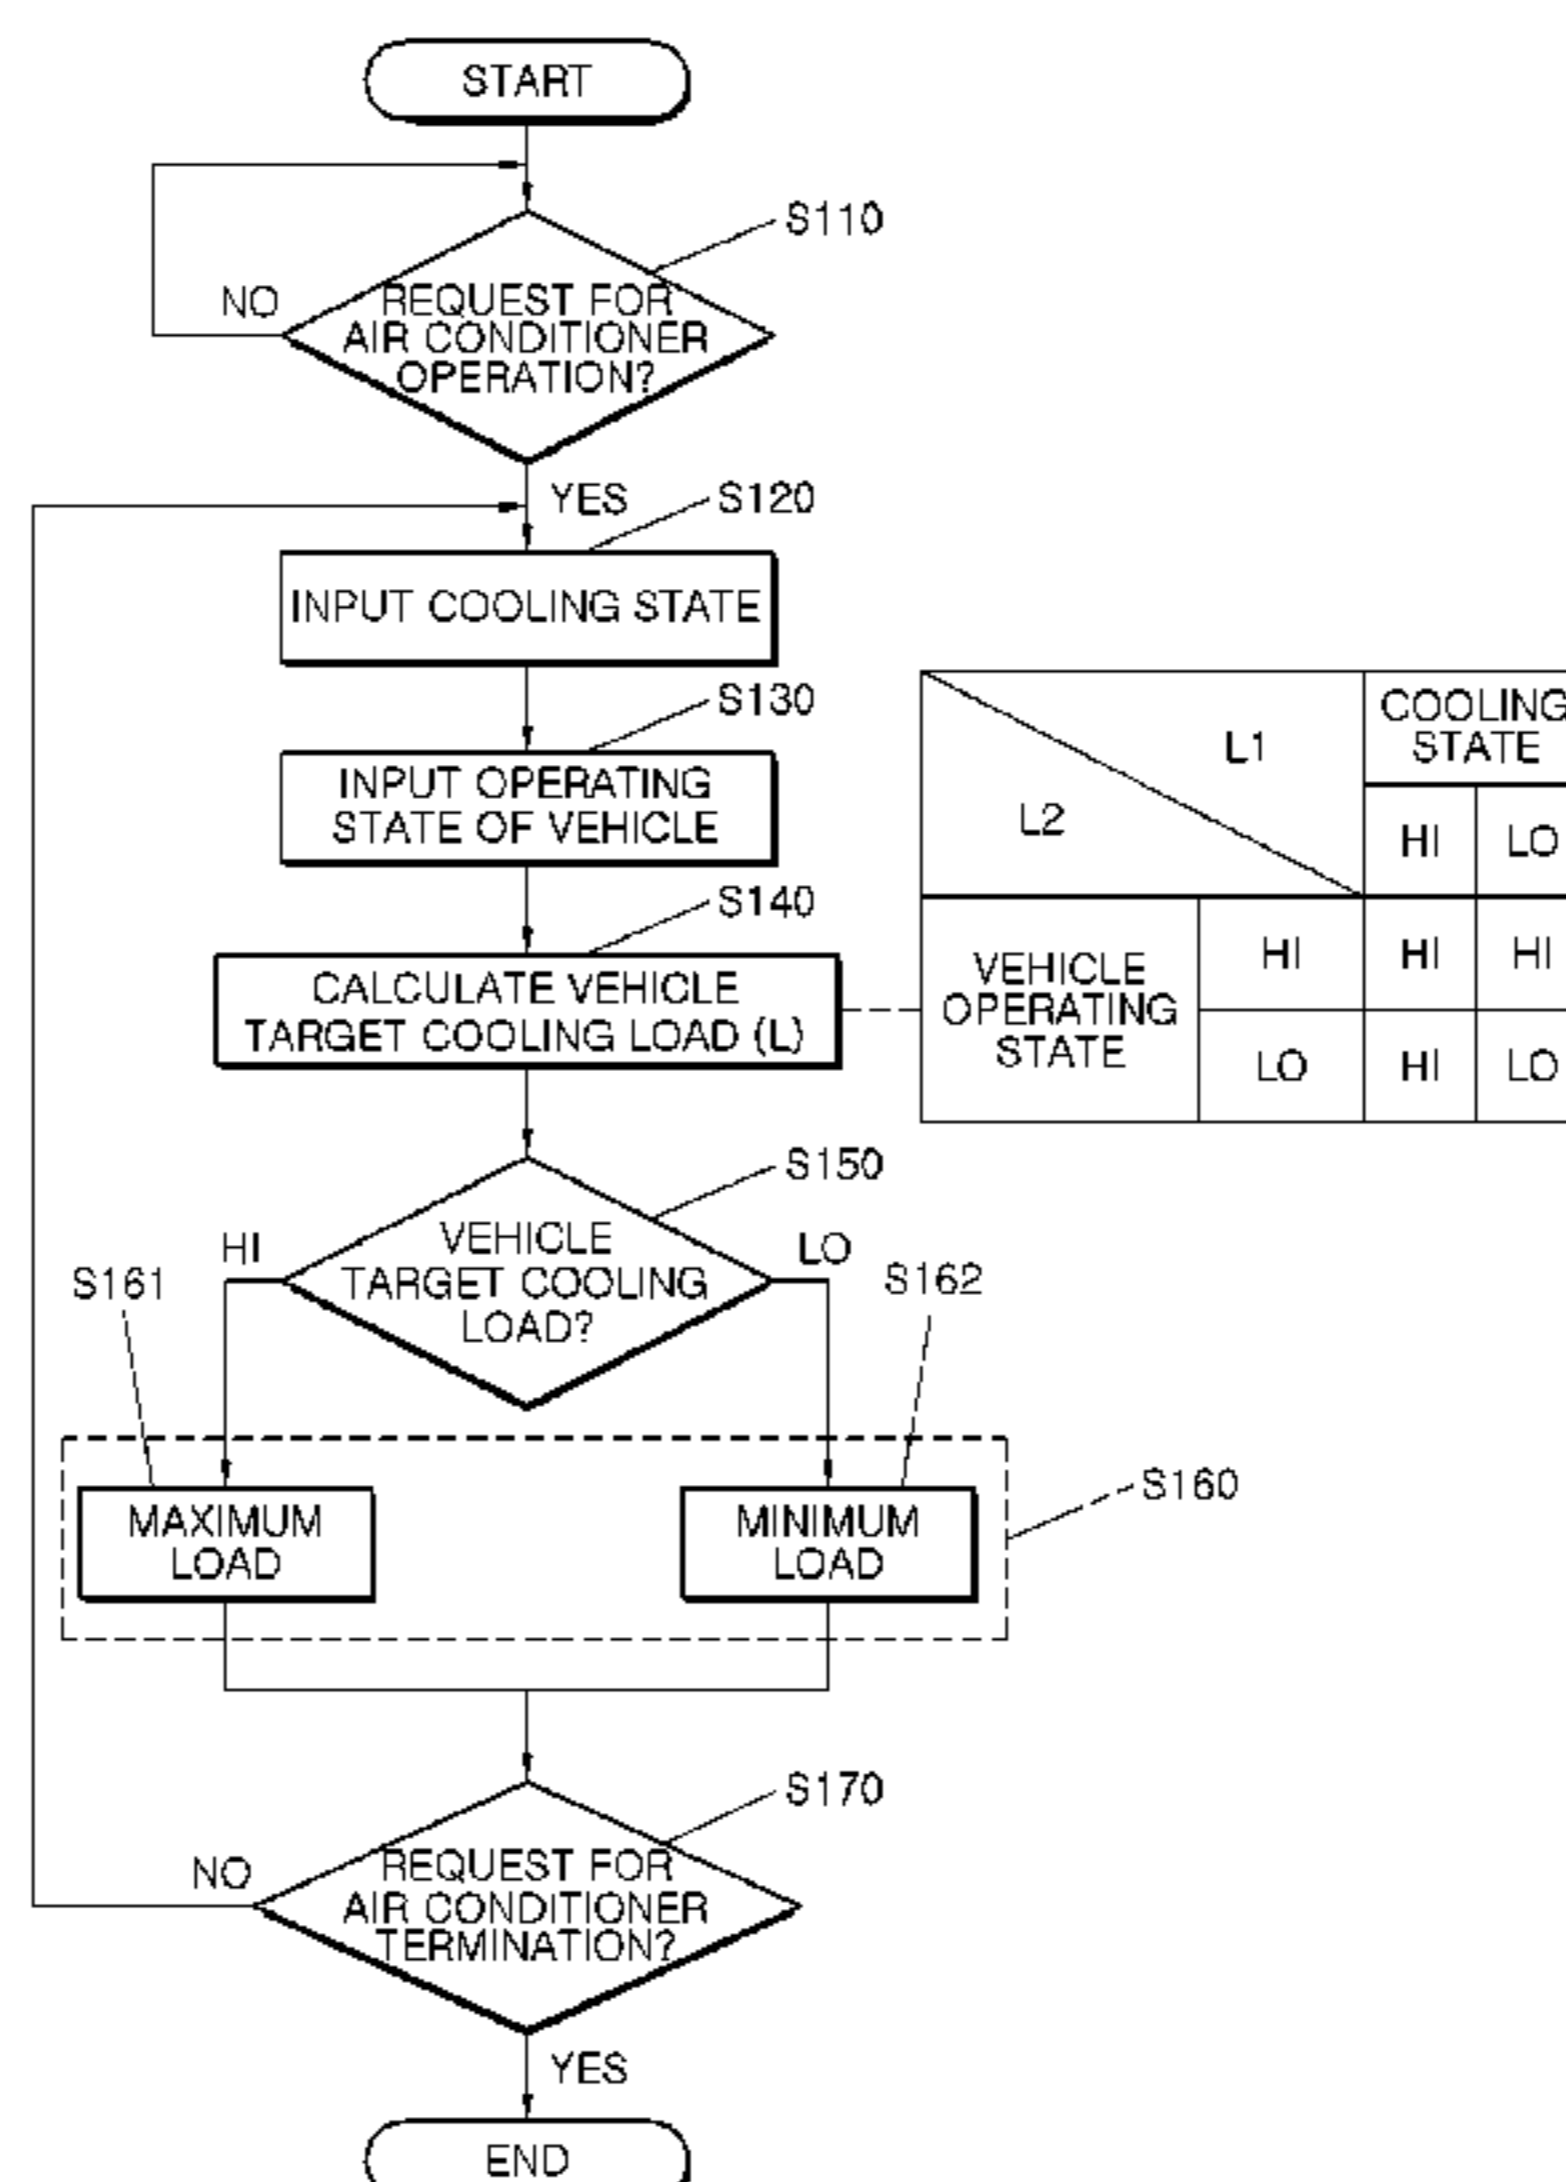 START
S110
NO
REQUEST FOR
AIR CONDITIONER
OPERATION?
YES
S120
INPUT COOLING STATE
S130
INPUT OPERATING
STATE OF VEHICLE
S140
CALCULATE VEHICLE
TARGET COOLING LOAD (L)
L1
L2
COOLING
STATE
HI
LO
VEHICLE
OPERATING
STATE
HI
HI
HI
LO
HI
LO
S150
HI
VEHICLE
TARGET COOLING
LOAD?
LO
S161
S162
MAXIMUM
LOAD
MINIMUM
LOAD
S160
S170
NO
REQUEST FOR
AIR CONDITIONER
TERMINATION?
YES
END